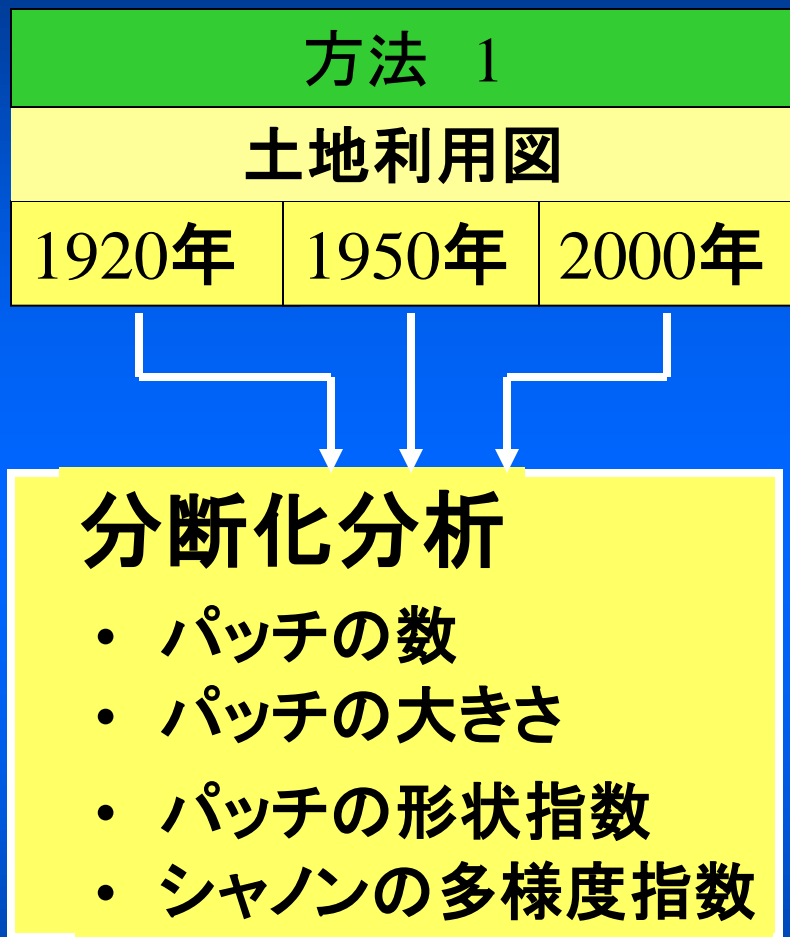 方法　1
土地利用図
1920年 1950年 2000年
分断化分析
• パッチの数
• パッチの大きさ
• パッチの形状指数
• シャノンの多様度指数